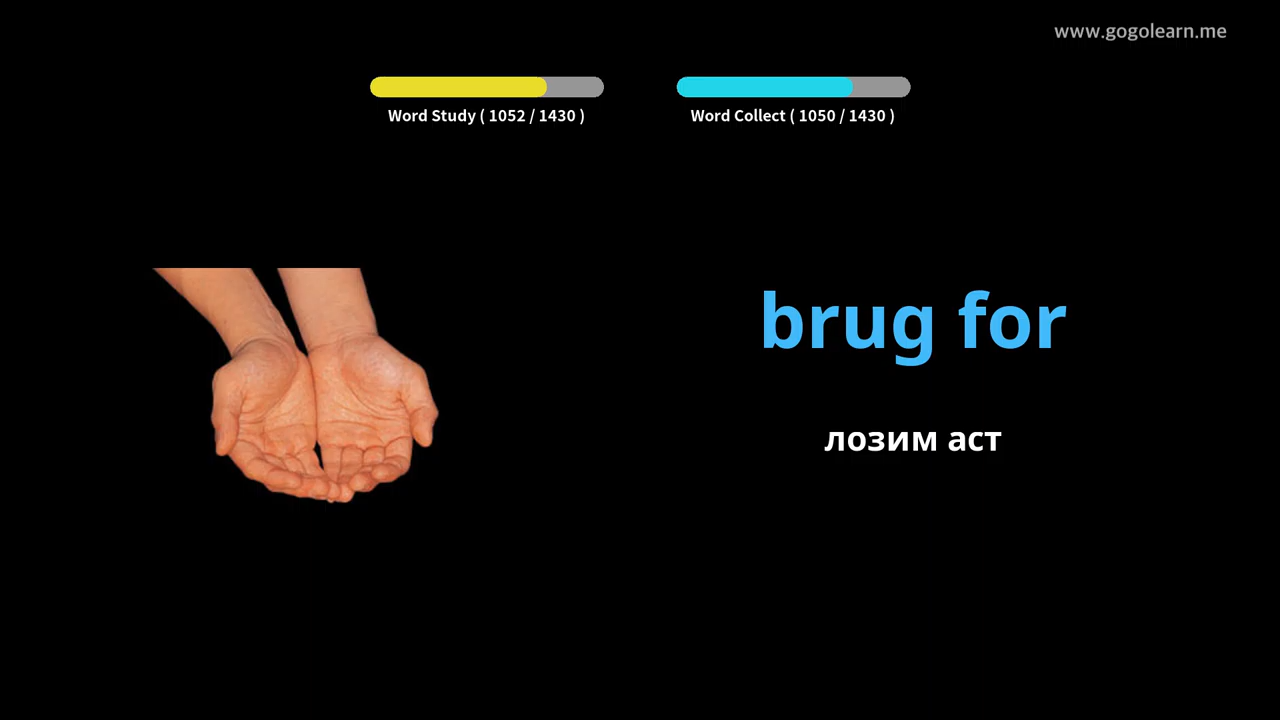 www.gogolearn.me
Word Study ( 1052 / 1430 )
Word Collect ( 1050 / 1430 )
brug for
лозим аст